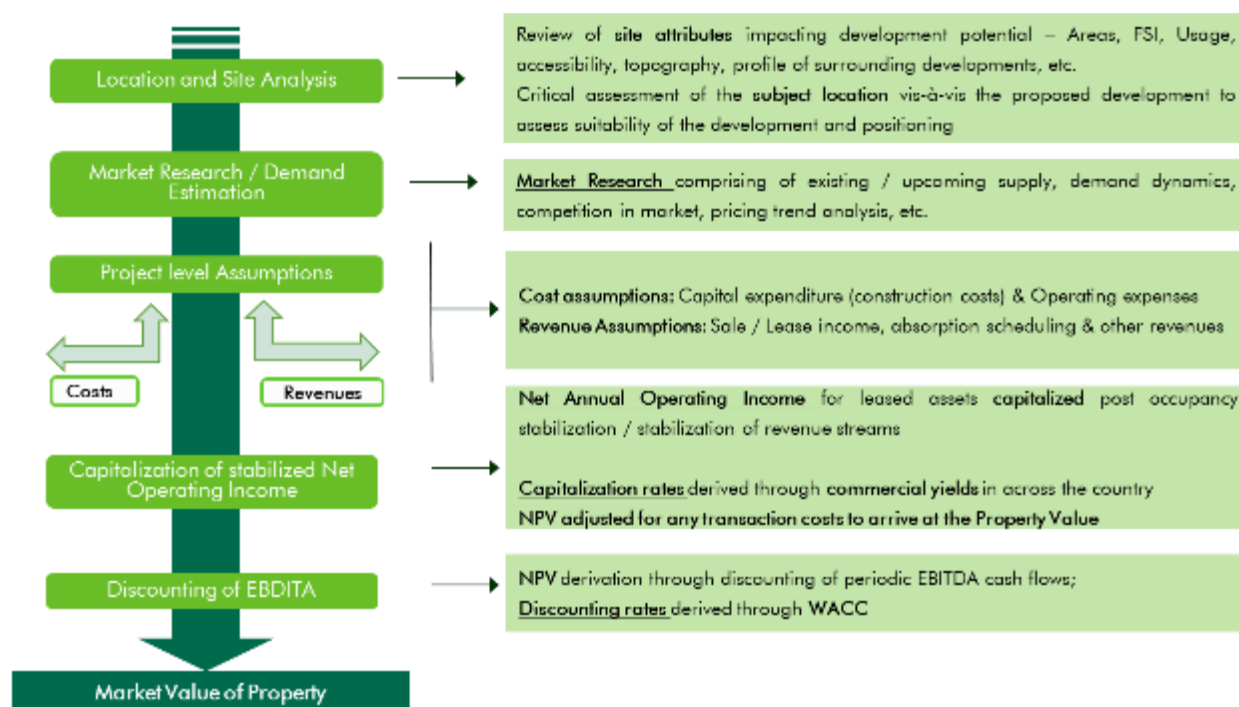 Location and Site Analysis
Review of site attributes impacting development potential – Areas, FSI, Usage,
accessibility, topography, profile of surrounding developments, etc.
Critical assessment of the subject location vis-à-vis the proposed development to
assess suitability of the development and positioning
Market Research / Demand
Estimation
Market Research comprising of existing / upcoming supply, demand dynamics,
competition in market, pricing trend analysis, etc.
Project level Assumptions
Costs
Revenues
Cost assumptions: Capital expenditure (construction costs) & Operating expenses
Revenue Assumptions: Sale / Lease income, absorption scheduling & other revenues
Capitalization of stabilized Net
Operating Income
Net Annual Operating Income for leased assets capitalized post occupancy
stabilization / stabilization of revenue streams
Capitalization rates derived through commercial yields in across the country
NPV adjusted for any transaction costs to arrive at the Property Value
Discounting of EBDITA
NPV derivation through discounting of periodic EBITDA cash flows;
Discounting rates derived through WACC
Market Value of Property